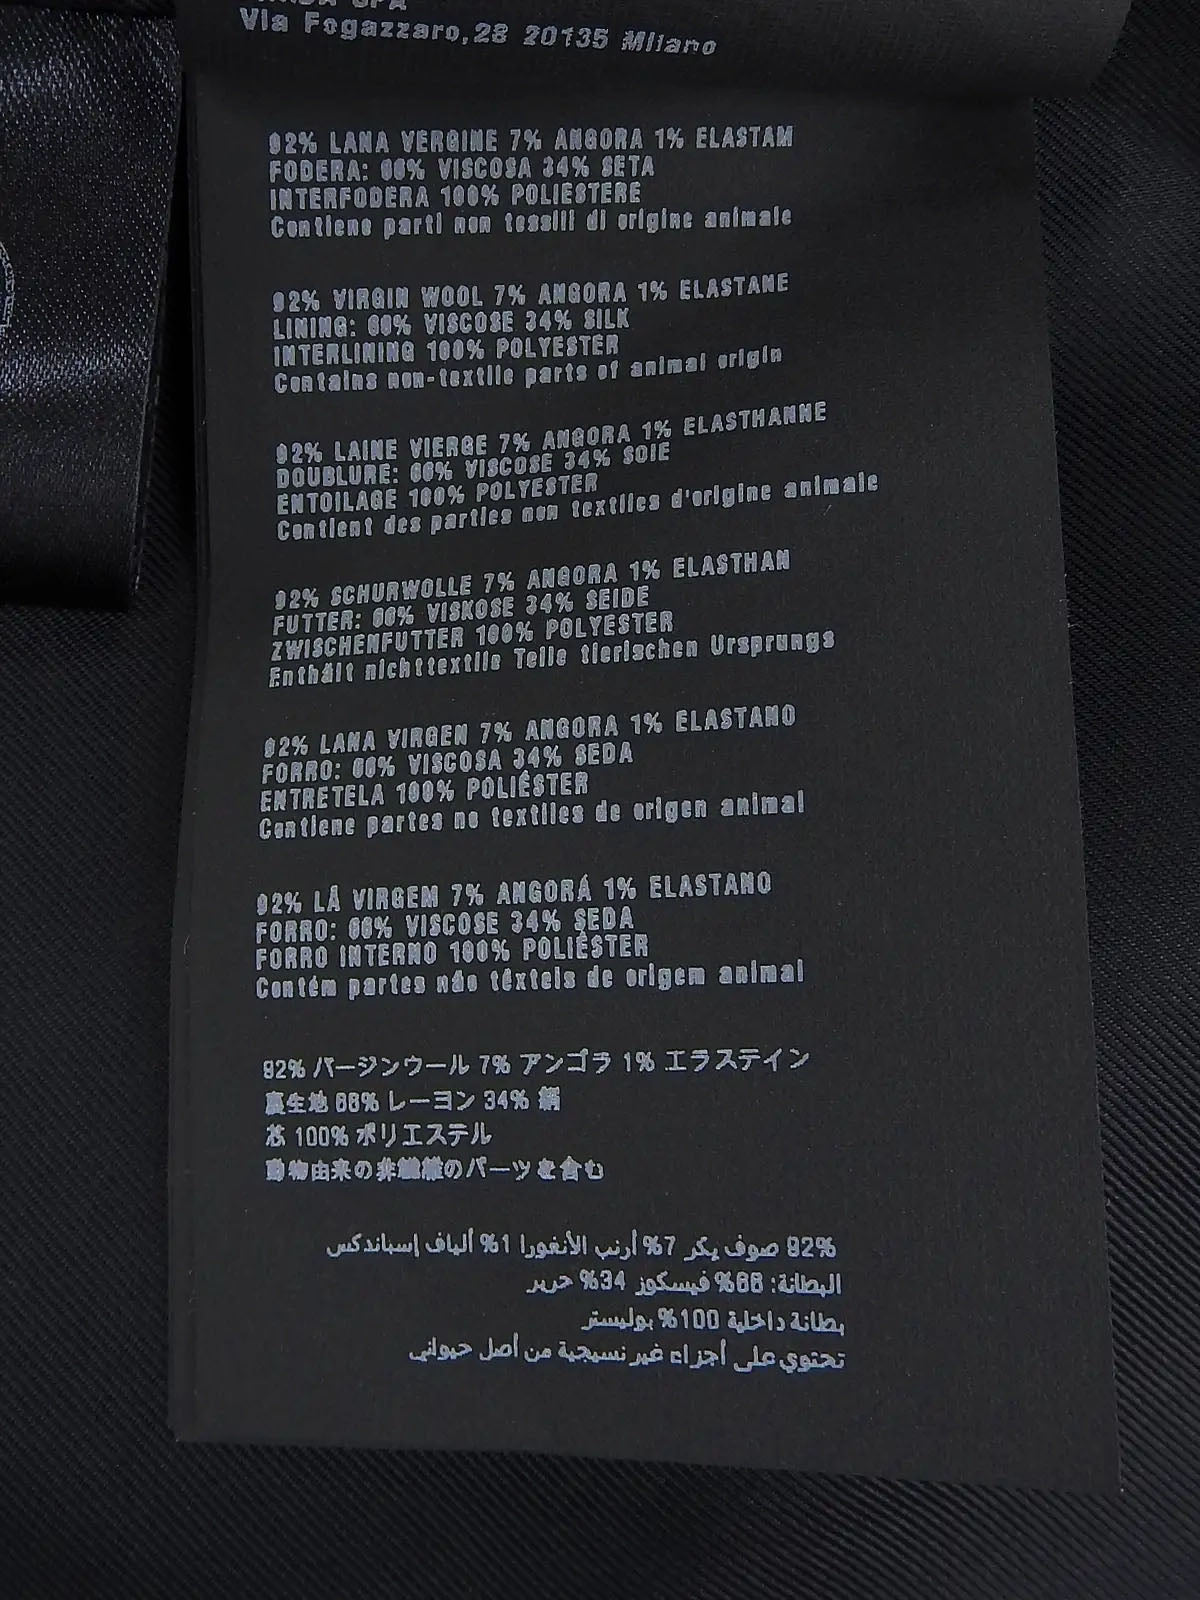 SPA
Via Fogazzaro,28 20135 Milano
92% LANA VERGINE 7% ANGORA 1% ELASTAM
FODERA: 66% VISCOSA 34% SETA
INTERFODERA 100% POLIESTERE
Contiene parti non tessili di origine animale
92% VIRGIN WOOL 7% ANGORA 1% ELASTANE
LINING: 66% VISCOSE 34% SILK
INTERLINING 100% POLYESTER
Contains non-textile parts of animal origin
92% LAINE VIERGE 7% ANGORA 1% ELASTHANNE
DOUBLURE: 66% VISCOSE 34% SOIE
ENTOILAGE 100% POLYESTER
Contient des parties non textiles d'origine animale
92% SCHURWOLLE 7% ANGORA 1% ELASTHAN
FUTTER: 66% VISKOSE 34% SEIDE
ZWISCHENFUTTER 100% POLYESTER
Enthält nichttextile Teile tierischen Ursprungs
92% LANA VIRGEN 7% ANGORA 1% ELASTANO
FORRO: 66% VISCOSA 34% SEDA
ENTRETELA 100% POLIÉSTER
Contiene partes no textiles de origen animal
92% LÃ VIRGEM 7% ANGORÁ 1% ELASTANO
FORRO: 66% VISCOSE 34% SEDA
FORRO INTERNO 100% POLIÉSTER
Contém partes não têxteis de origem animal
92% バージンウール 7% アンゴラ 1% エラステイン
裏生地 66% レーヨン 34% 絹
芯 100% ポリエステル
動物由来の非繊維のパーツを含む
92% صوف بكر 7% أرنب الأنغورا 1% ألياف إسباندكس
البطانة: 66% فيسكوز 34% حرير
بطانة داخلية 100% بوليستر
تحتوي على أجزاء غير نسيجية من أصل حيواني